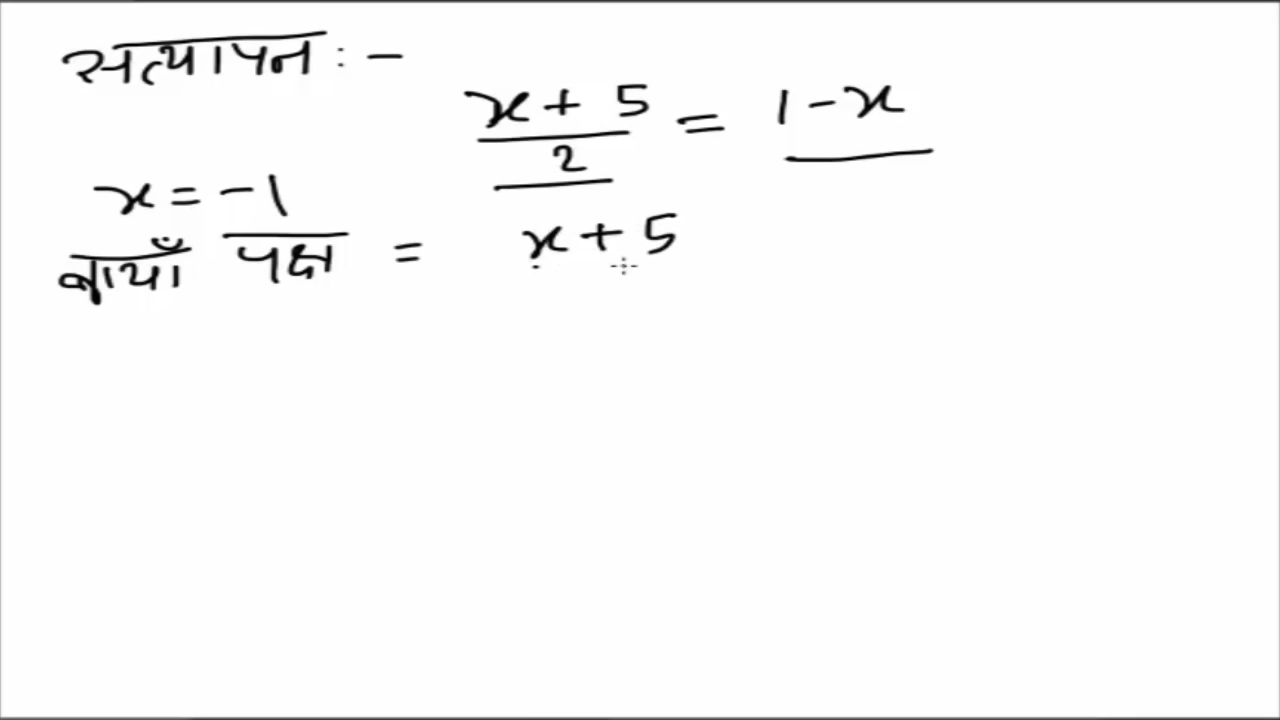 सत्यापन :-
x + 5 = 1 - x
2
x = -1
बायाँ पक्ष = x + 5